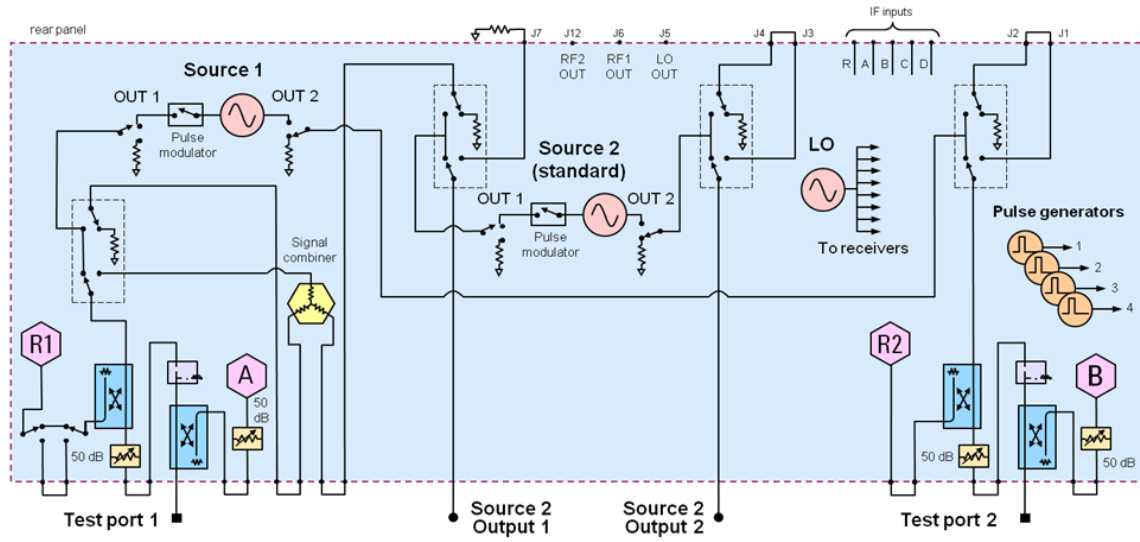 rear panel
J7
J12
J6
J5
J4
J3
IF inputs
J2
J1
RF2
OUT
RF1
OUT
LO
OUT
R
A
B
C
D
Source 1
OUT 1
OUT 2
Pulse
modulator
Source 2
(standard)
OUT 1
OUT 2
Pulse
modulator
LO
To receivers
Pulse generators
1
2
3
4
Signal
combiner
R1
A
50
dB
50 dB
R2
B
50 dB
50 dB
Test port 1
Source 2
Output 1
Source 2
Output 2
Test port 2